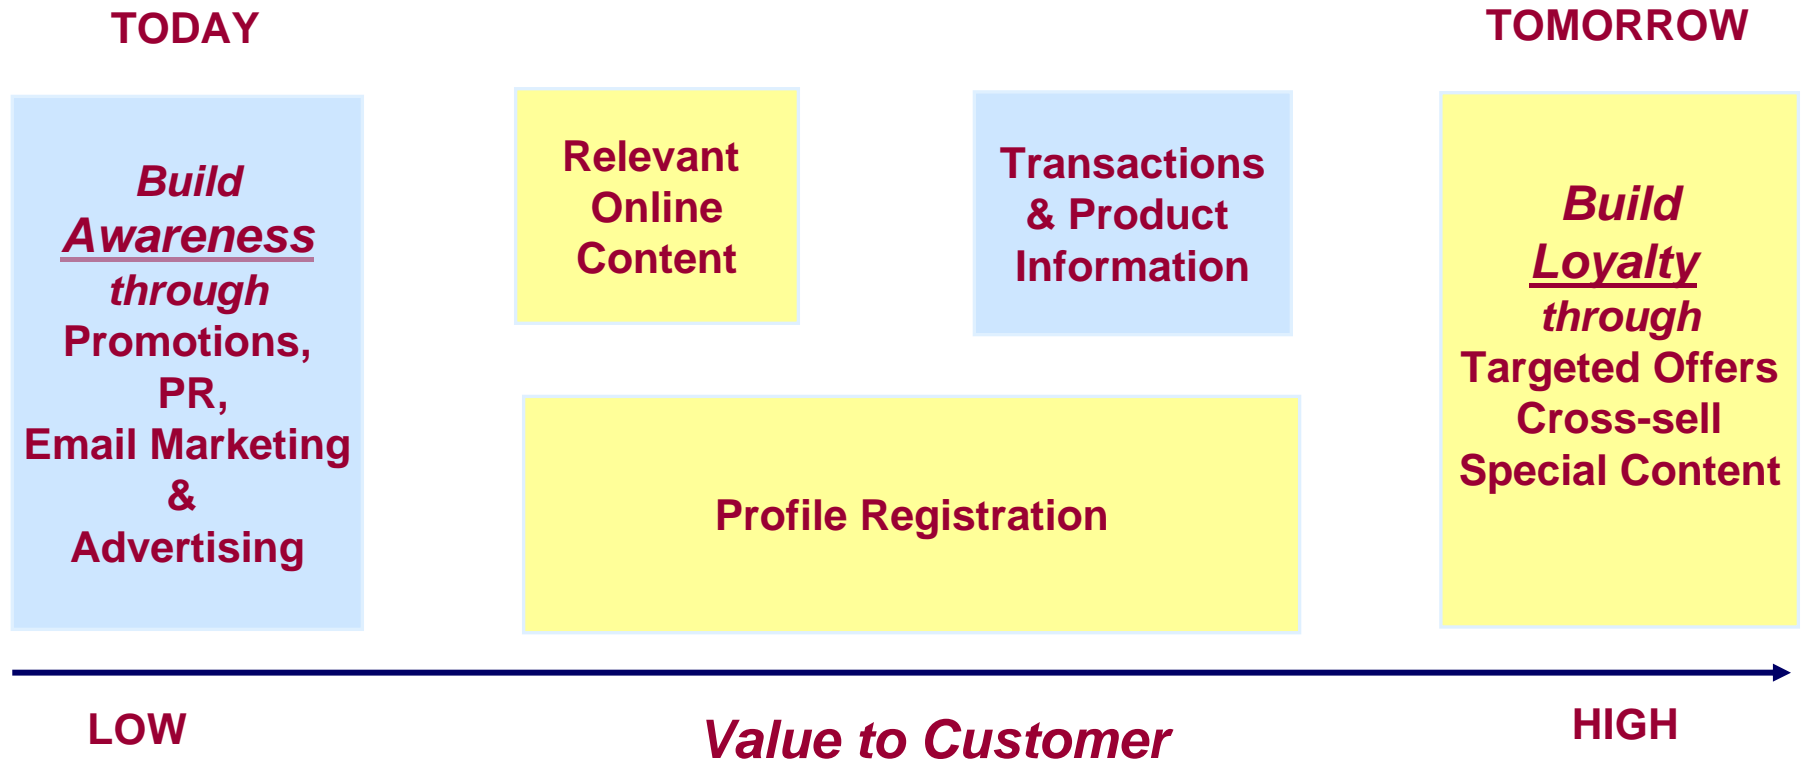 TODAY
TOMORROW
Build
Awareness
through
Promotions,
PR,
Email Marketing
&
Advertising
Relevant
Online
Content
Transactions
& Product
Information
Profile Registration
Build
Loyalty
through
Targeted Offers
Cross-sell
Special Content
LOW
Value to Customer
HIGH